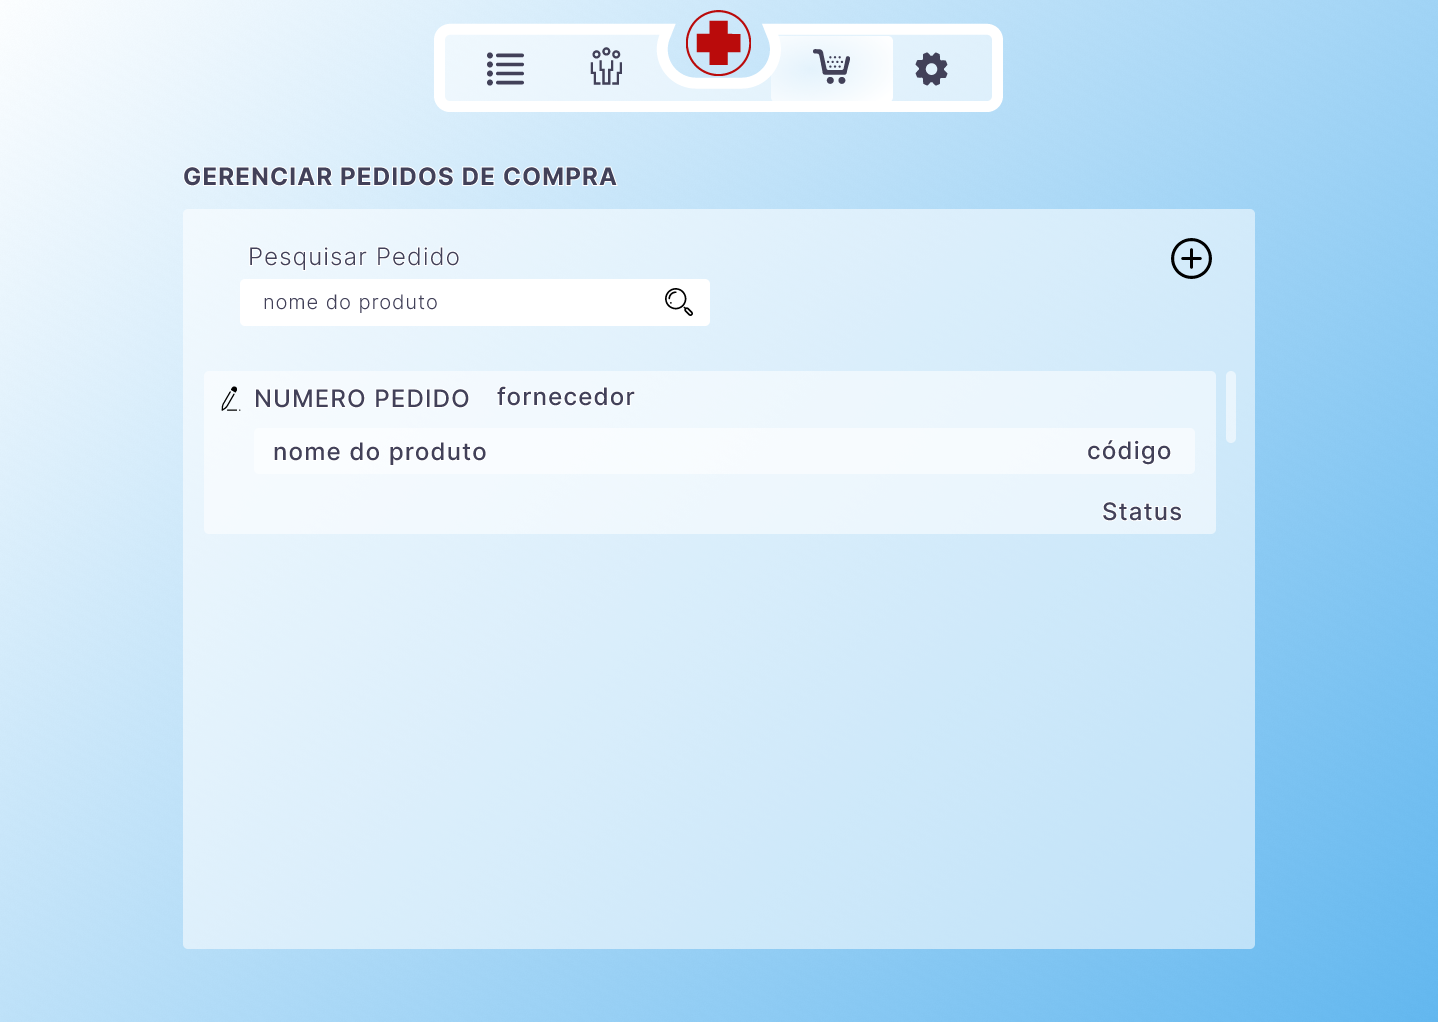 GERENCIAR PEDIDOS DE COMPRA
Pesquisar Pedido
nome do produto
NUMERO PEDIDO fornecedor
nome do produto código
Status